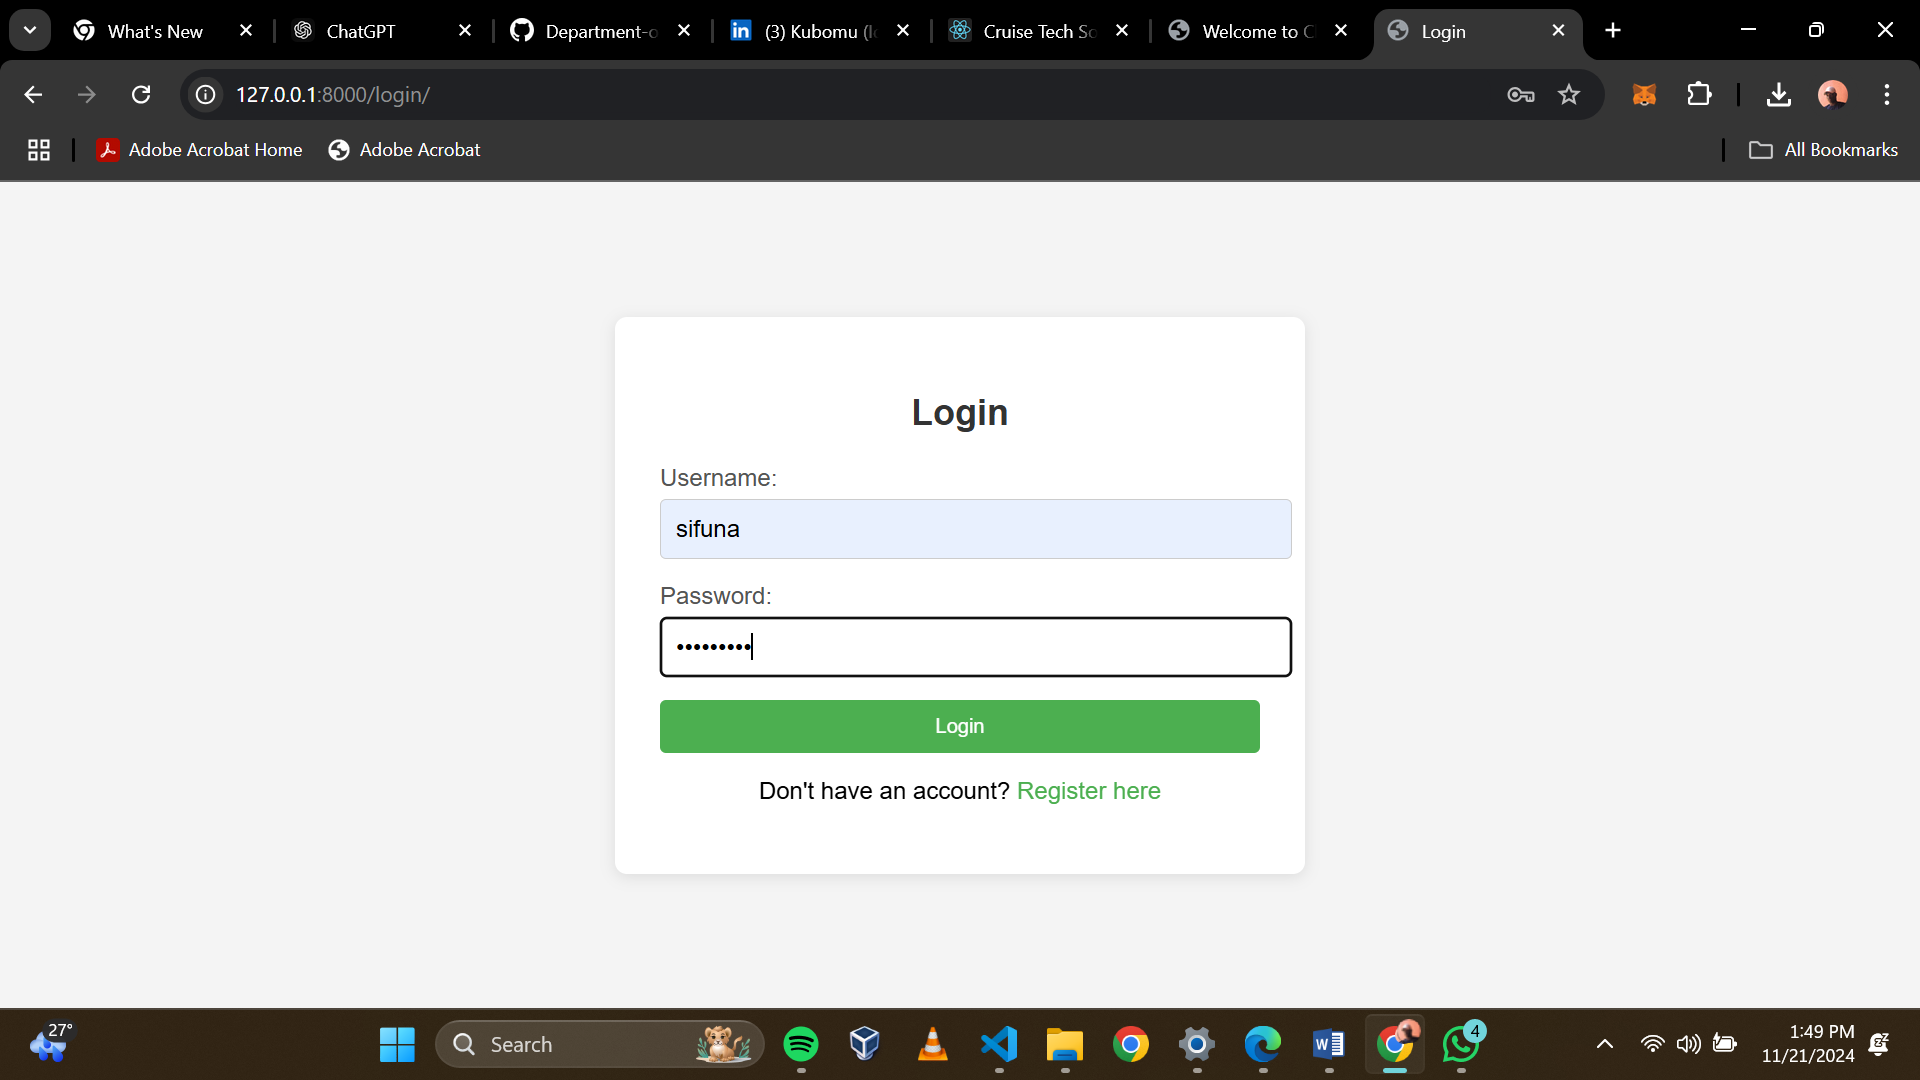 What's New
ChatGPT
Department-o
(3) Kubomu (Io
Cruise Tech So
Welcome to C
Login
127.0.0.1:8000/login/
Adobe Acrobat Home
Adobe Acrobat
All Bookmarks
Login
Username:
sifuna
Password:
•••••••••
Login
Don't have an account? Register here
27°
Search
4
1:49 PM
11/21/2024